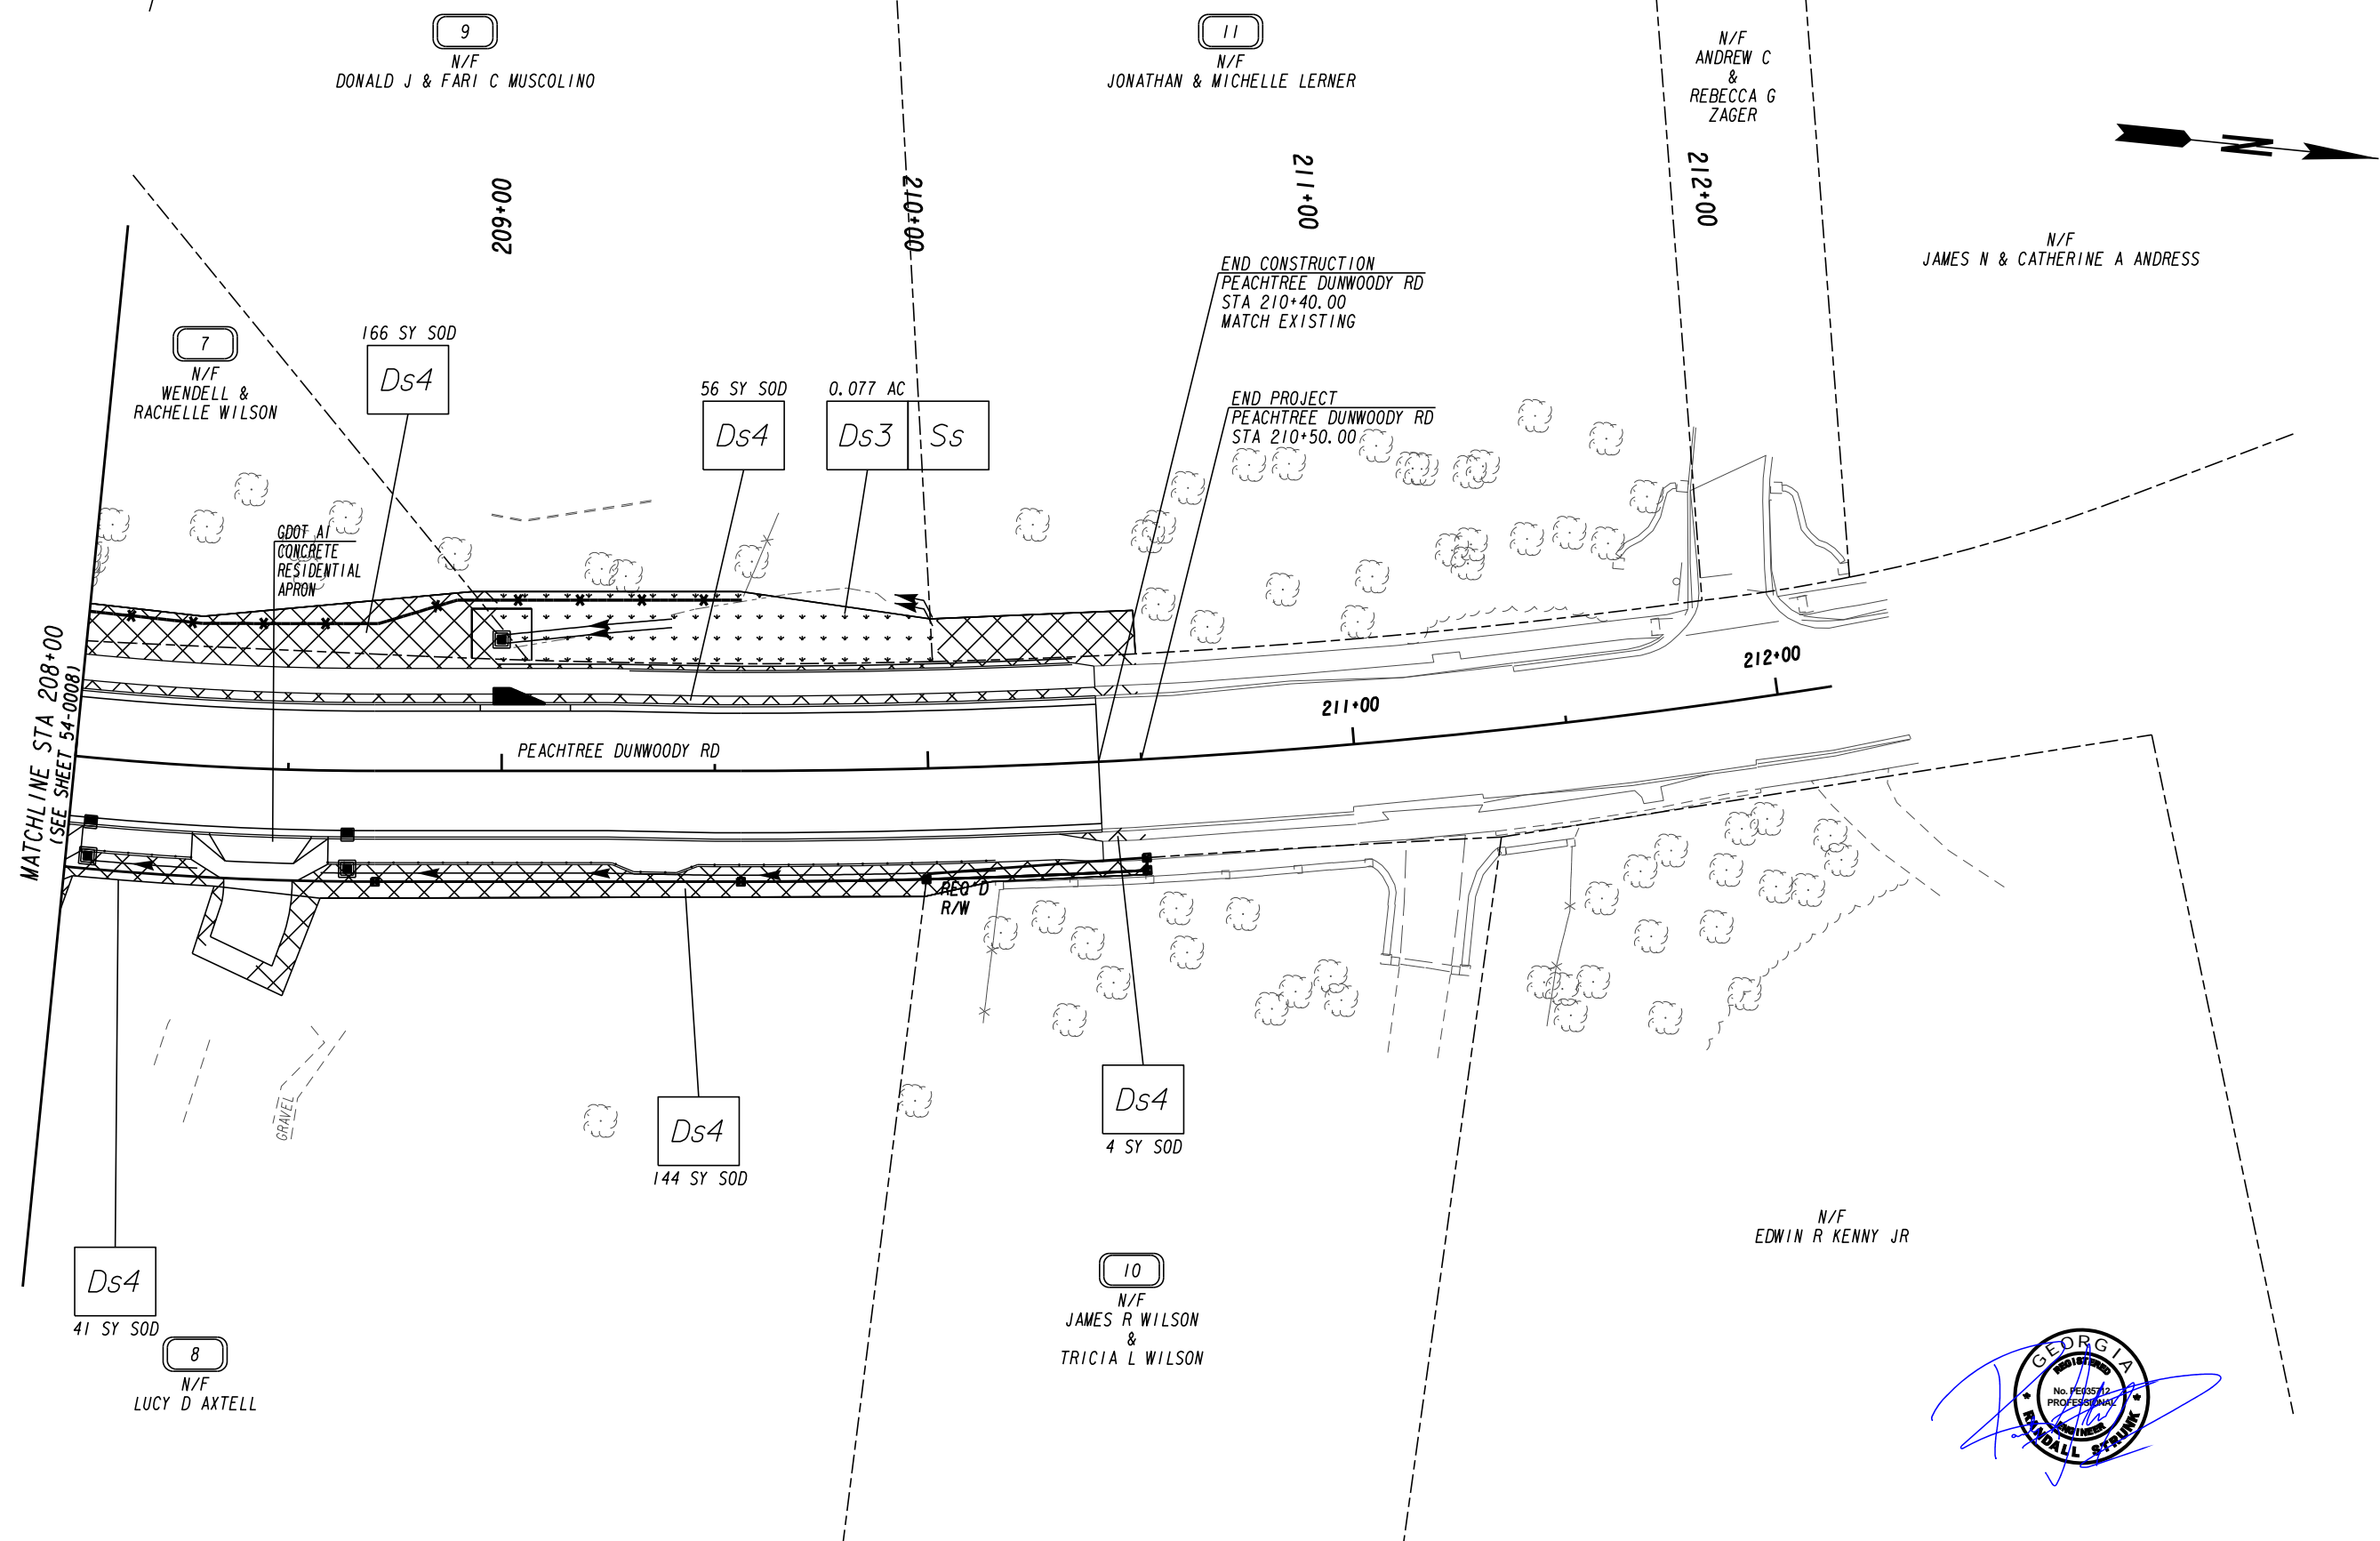 9
N/F
DONALD J & FARI C MUSCOLINO
11
N/F
JONATHAN & MICHELLE LERNER
N/F
ANDREW C
&
REBECCA G
ZAGER
N
209+00
210+00
211+00
212+00
N/F
JAMES N & CATHERINE A ANDRESS
END CONSTRUCTION
PEACHTREE DUNWOODY RD
STA 210+40.00
MATCH EXISTING
7
N/F
WENDELL &
RACHELLE WILSON
166 SY SOD
Ds4
56 SY SOD
Ds4
0.077 AC
Ds3
Ss
END PROJECT
PEACHTREE DUNWOODY RD
STA 210+50.00
GDOT A1
CONCRETE
RESIDENTIAL
APRON
MATCHLINE STA 208+00
(SEE SHEET 54-0008)
PEACHTREE DUNWOODY RD
211+00
212+00
REQ'D
R/W
GRAVEL
Ds4
144 SY SOD
Ds4
4 SY SOD
Ds4
41 SY SOD
8
N/F
LUCY D AXTELL
10
N/F
JAMES R WILSON
&
TRICIA L WILSON
N/F
EDWIN R KENNY JR
GEORGIA
REGISTERED
No. PE035712
PROFESSIONAL
ENGINEER
RANDALL STRUNK